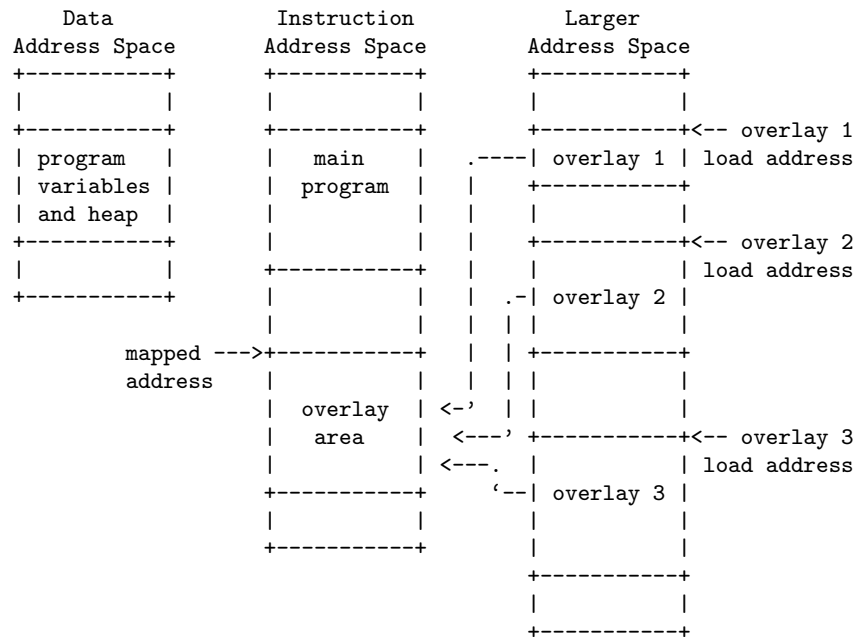 Data             Instruction           Larger
Address Space       Address Space        Address Space
+-----------+       +-----------+        +-----------+
|           |       |           |        |           |
+-----------+       +-----------+        +-----------+<-- overlay 1
| program   |       |   main    |   .----| overlay 1 | load address
| variables |       |  program  |   |    +-----------+
| and heap  |       |           |   |    |           |
+-----------+       |           |   |    +-----------+<-- overlay 2
|           |       +-----------+   |    |           | load address
+-----------+       |           |   |  .-| overlay 2 |
                    |           |   |  | |           |
         mapped --->+-----------+   |  | +-----------+
         address    |           |   |  | |           |
                    |  overlay  | <-'  | |           |
                    |   area    |  <---' +-----------+<-- overlay 3
                    |           | <---.  |           | load address
                    +-----------+     ‘--| overlay 3 |
                    |           |        |           |
                    +-----------+        |           |
                                         +-----------+
                                         |           |
                                         +-----------+